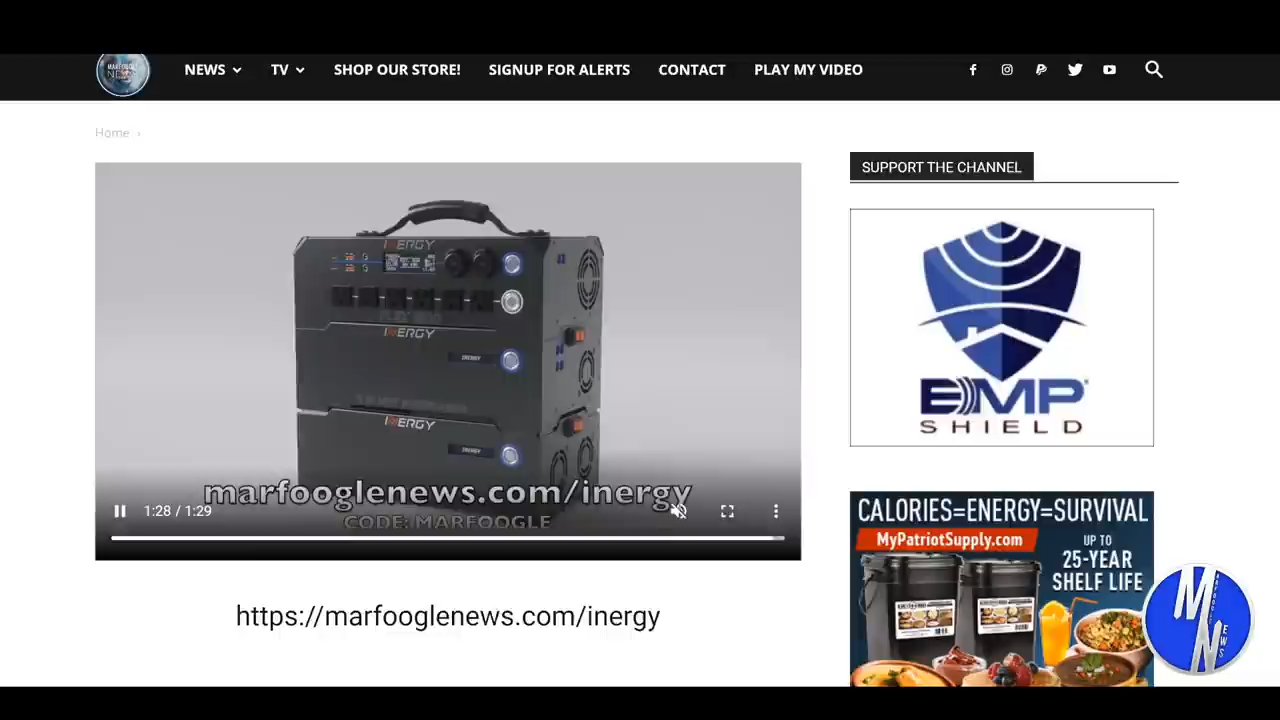 NEWS
TV
SHOP OUR STORE!
SIGNUP FOR ALERTS
CONTACT
PLAY MY VIDEO
Home ›
SUPPORT THE CHANNEL
INERGY
INERGY
INERGY
marfooglenews.com/inergy
CODE: MARFOOGLE
1:28 / 1:29
https://marfooglenews.com/inergy
EMP
SHIELD
CALORIES=ENERGY=SURVIVAL
MyPatriotSupply.com
UP TO
25-YEAR
SHELF LIFE
MN